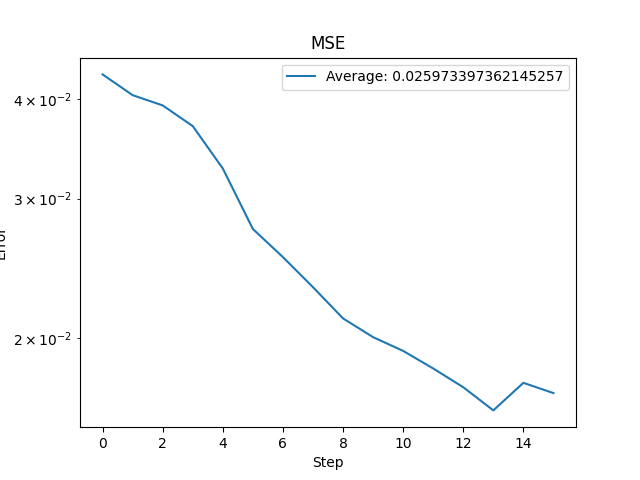 MSE
Average: 0.025973397362145257
4 × 10⁻²
3 × 10⁻²
2 × 10⁻²
Error
0 2 4 6 8 10 12 14
Step